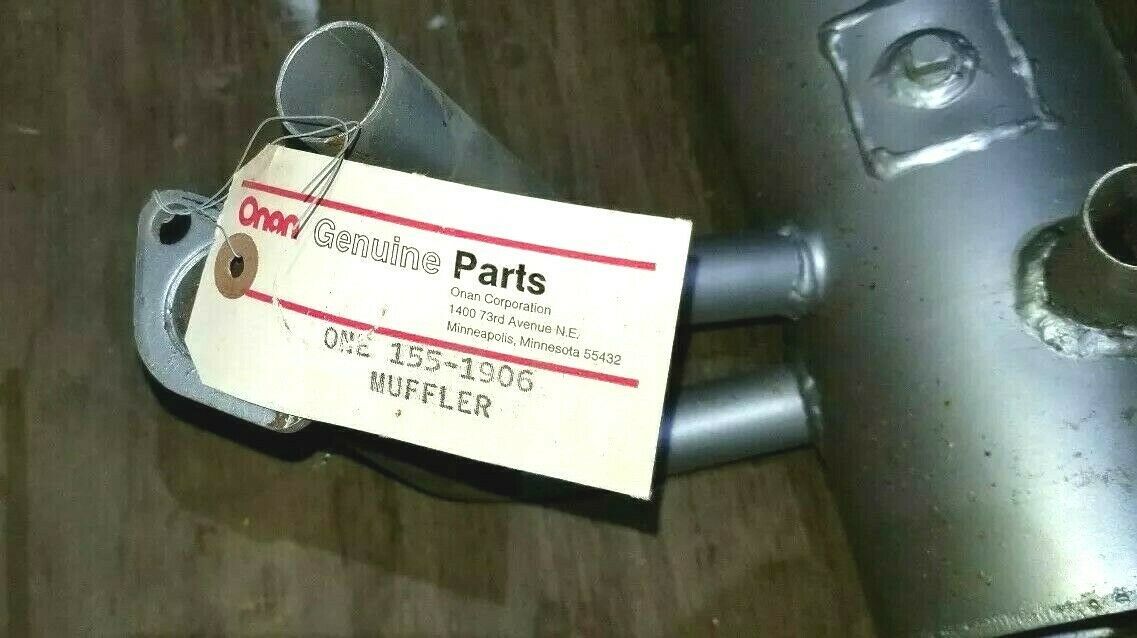 Onan Genuine Parts
Onan Corporation
1400 73rd Avenue N.E.
Minneapolis, Minnesota 55432
ONE 155-1906
MUFFLER